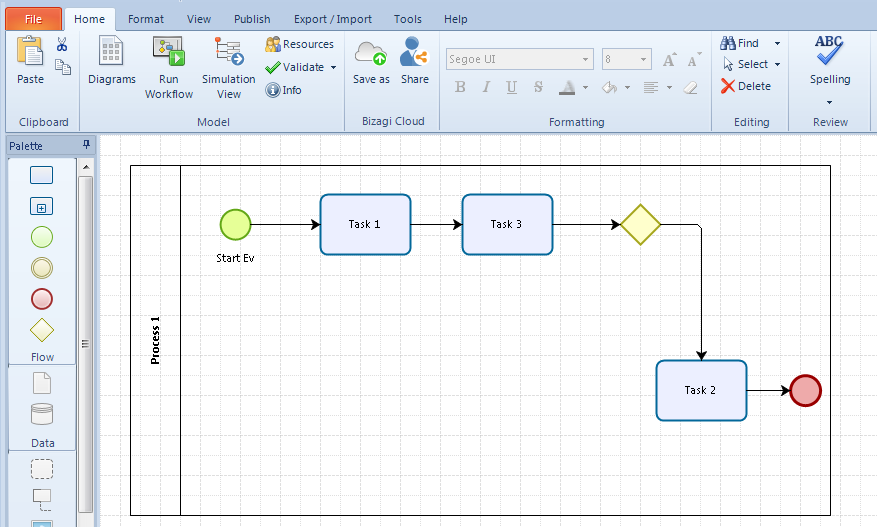 File Home Format View Publish Export / Import Tools Help
Paste
Clipboard
Diagrams
Run
Workflow
Simulation
View
Resources
Validate
Info
Model
Save as
Share
Bizagi Cloud
Segoe UI
8
A A
B I U S A
Formatting
Find
Select
Delete
Editing
ABC
Spelling
Review
Palette
Flow
Data
Process 1
Start Ev
Task 1
Task 3
Task 2